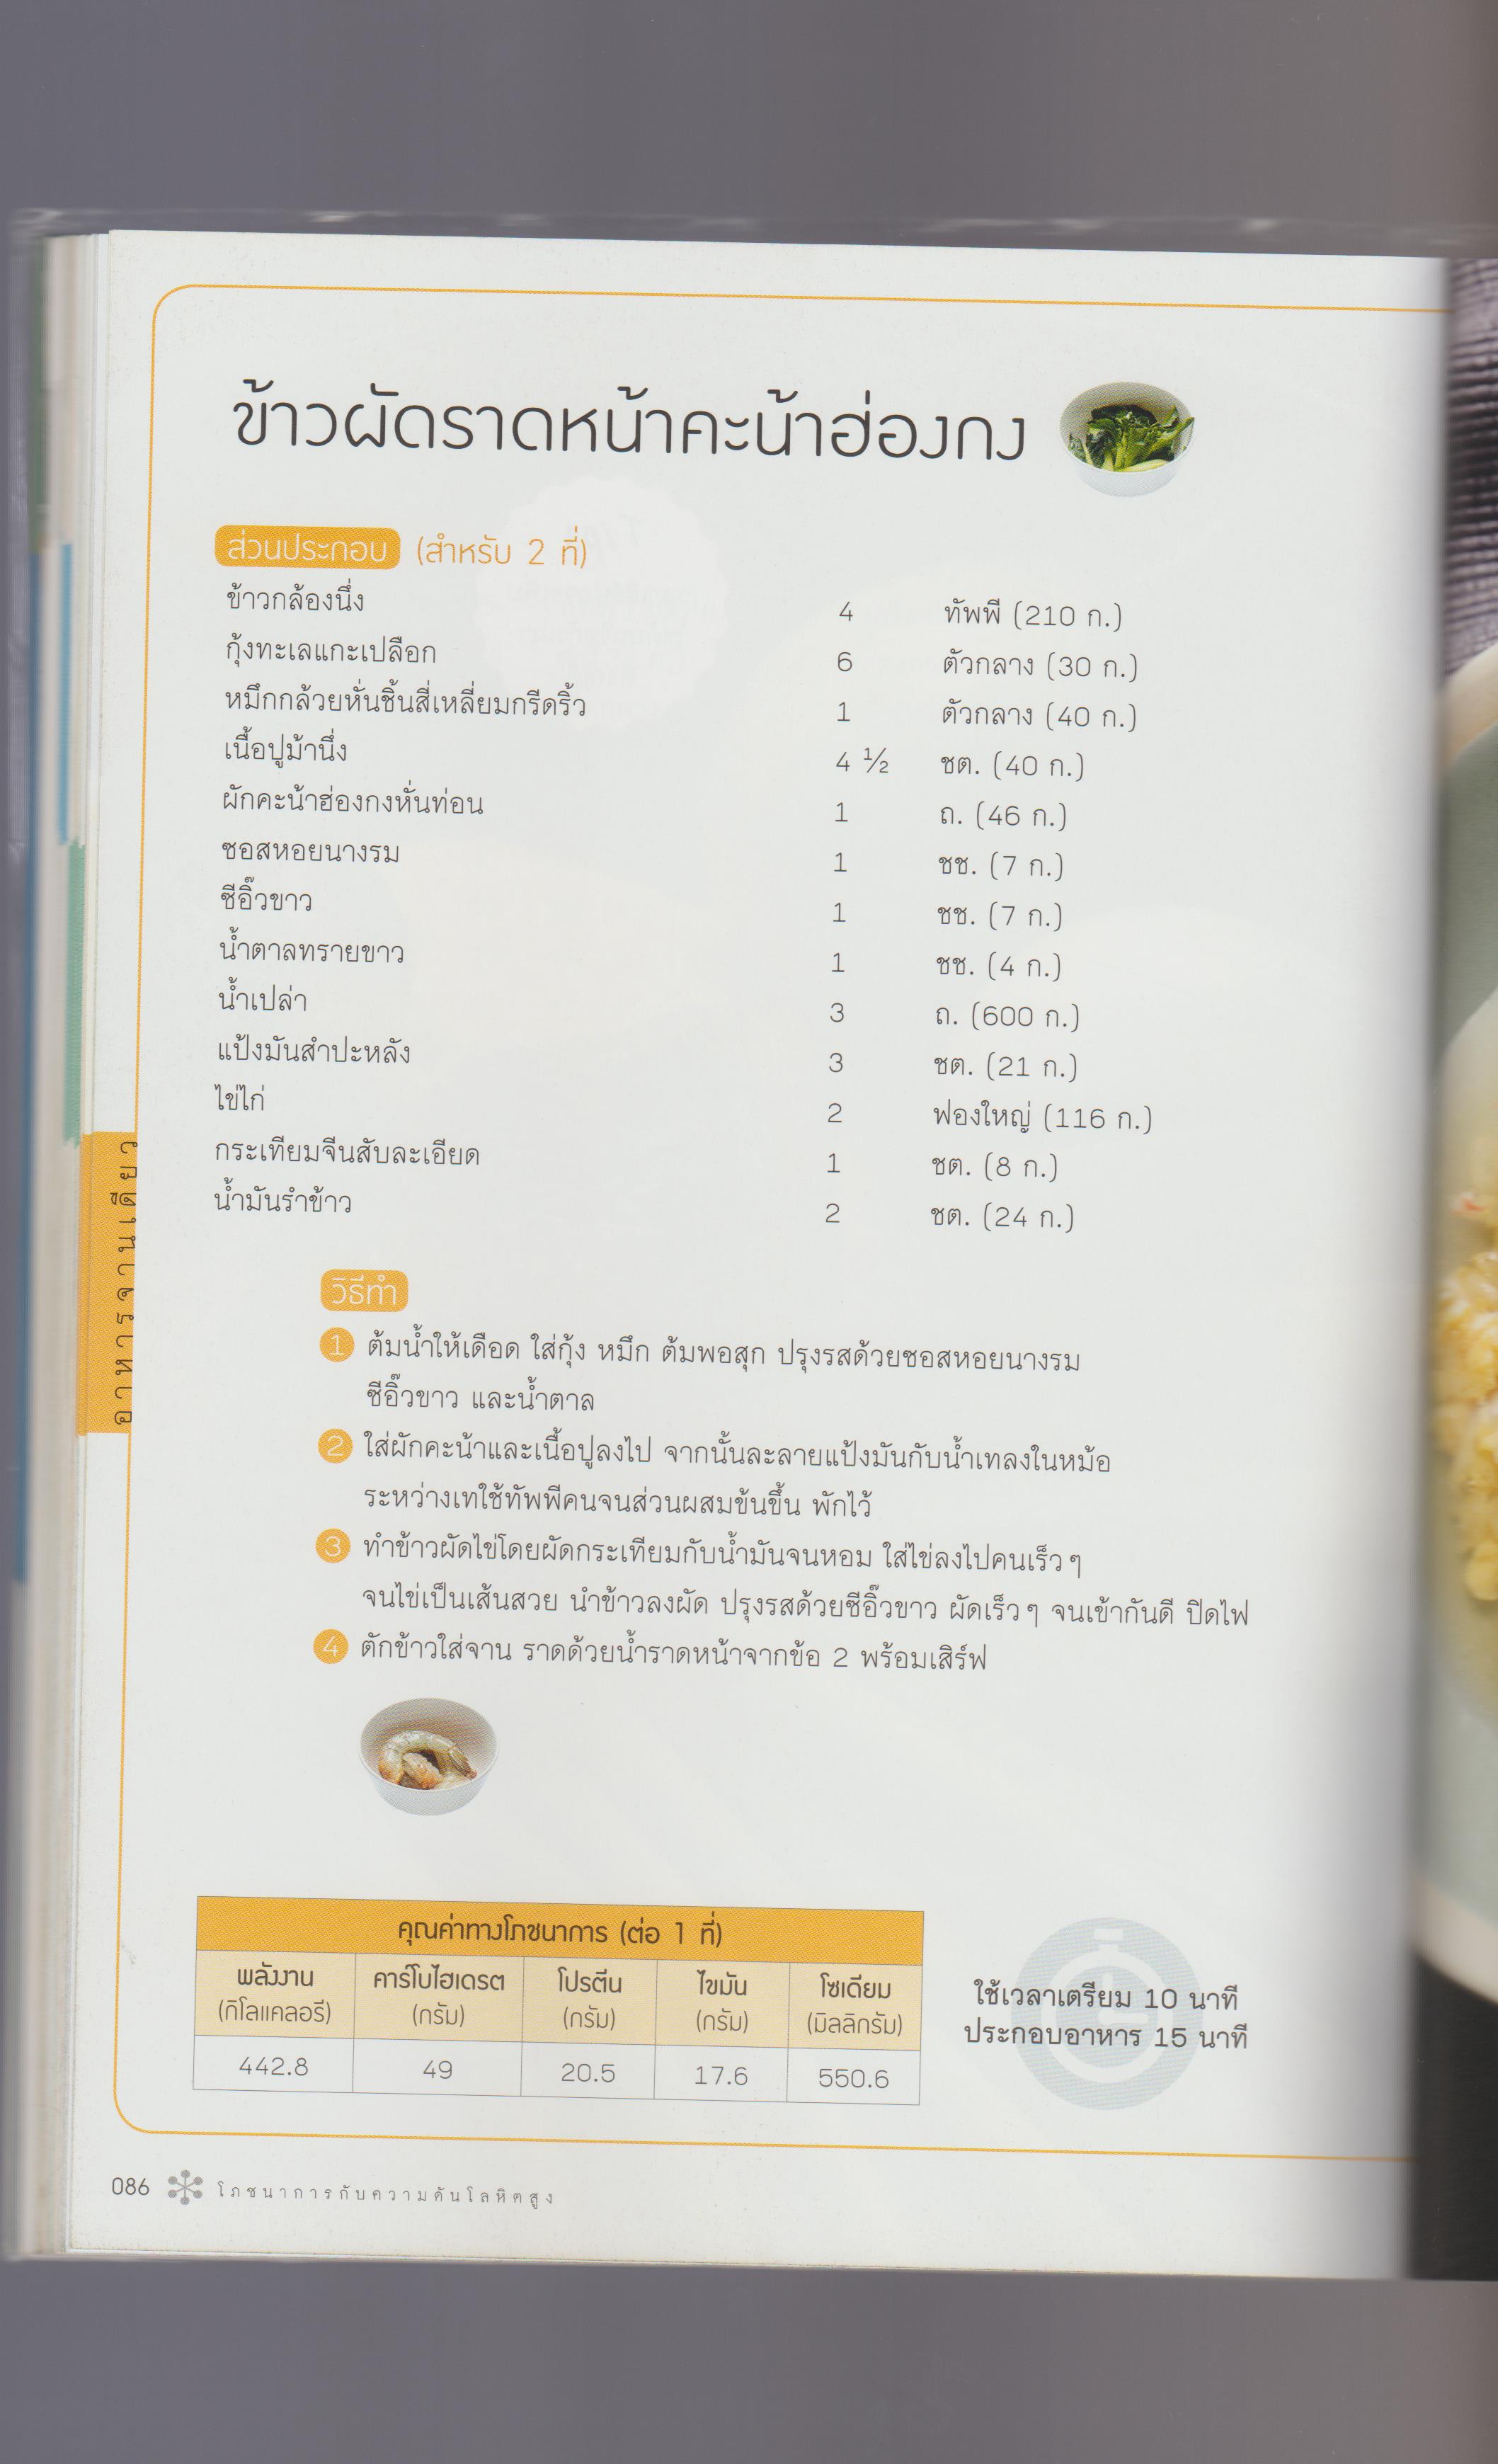 ข้าวผัดราดหน้าคะน้าฮ่องกง
ส่วนประกอบ (สำหรับ 2 ที่)
ข้าวกล้องนึ่ง 4 ทัพพี (210 ก.)
กุ้งทะเลแกะเปลือก 6 ตัวกลาง (30 ก.)
หมึกกล้วยหั่นชิ้นสี่เหลี่ยมกรีดริ้ว 1 ตัวกลาง (40 ก.)
เนื้อปูม้านึ่ง 4 ½ ชต. (40 ก.)
ผักคะน้าฮ่องกงหั่นท่อน 1 ถ. (46 ก.)
ซอสหอยนางรม 1 ชช. (7 ก.)
ซีอิ๊วขาว 1 ชช. (7 ก.)
น้ำตาลทรายขาว 1 ชช. (4 ก.)
น้ำเปล่า 3 ถ. (600 ก.)
แป้งมันสำปะหลัง 3 ชต. (21 ก.)
ไข่ไก่ 2 ฟองใหญ่ (116 ก.)
กระเทียมจีนสับละเอียด 1 ชต. (8 ก.)
น้ำมันรำข้าว 2 ชต. (24 ก.)
อาหารจานเดียว
วิธีทำ
1 ต้มน้ำให้เดือด ใส่กุ้ง หมึก ต้มพอสุก ปรุงรสด้วยซอสหอยนางรม
ซีอิ๊วขาว และน้ำตาล
2 ใส่ผักคะน้าและเนื้อปูลงไป จากนั้นละลายแป้งมันกับน้ำเทลงในหม้อ
ระหว่างเทใช้ทัพพีคนจนส่วนผสมข้นขึ้น พักไว้
3 ทำข้าวผัดไข่โดยผัดกระเทียมกับน้ำมันจนหอม ใส่ไข่ลงไปคนเร็วๆ
จนไข่เป็นเส้นสวย นำข้าวลงผัด ปรุงรสด้วยซีอิ๊วขาว ผัดเร็วๆ จนเข้ากันดี ปิดไฟ
4 ตักข้าวใส่จาน ราดด้วยน้ำราดหน้าจากข้อ 2 พร้อมเสิร์ฟ
คุณค่าทางโภชนาการ (ต่อ 1 ที่)
พลังงาน คาร์โบไฮเดรต โปรตีน ไขมัน โซเดียม
(กิโลแคลอรี) (กรัม) (กรัม) (กรัม) (มิลลิกรัม)
442.8 49 20.5 17.6 550.6
ใช้เวลาเตรียม 10 นาที
ประกอบอาหาร 15 นาที
086 โภชนาการกับความดันโลหิตสูง